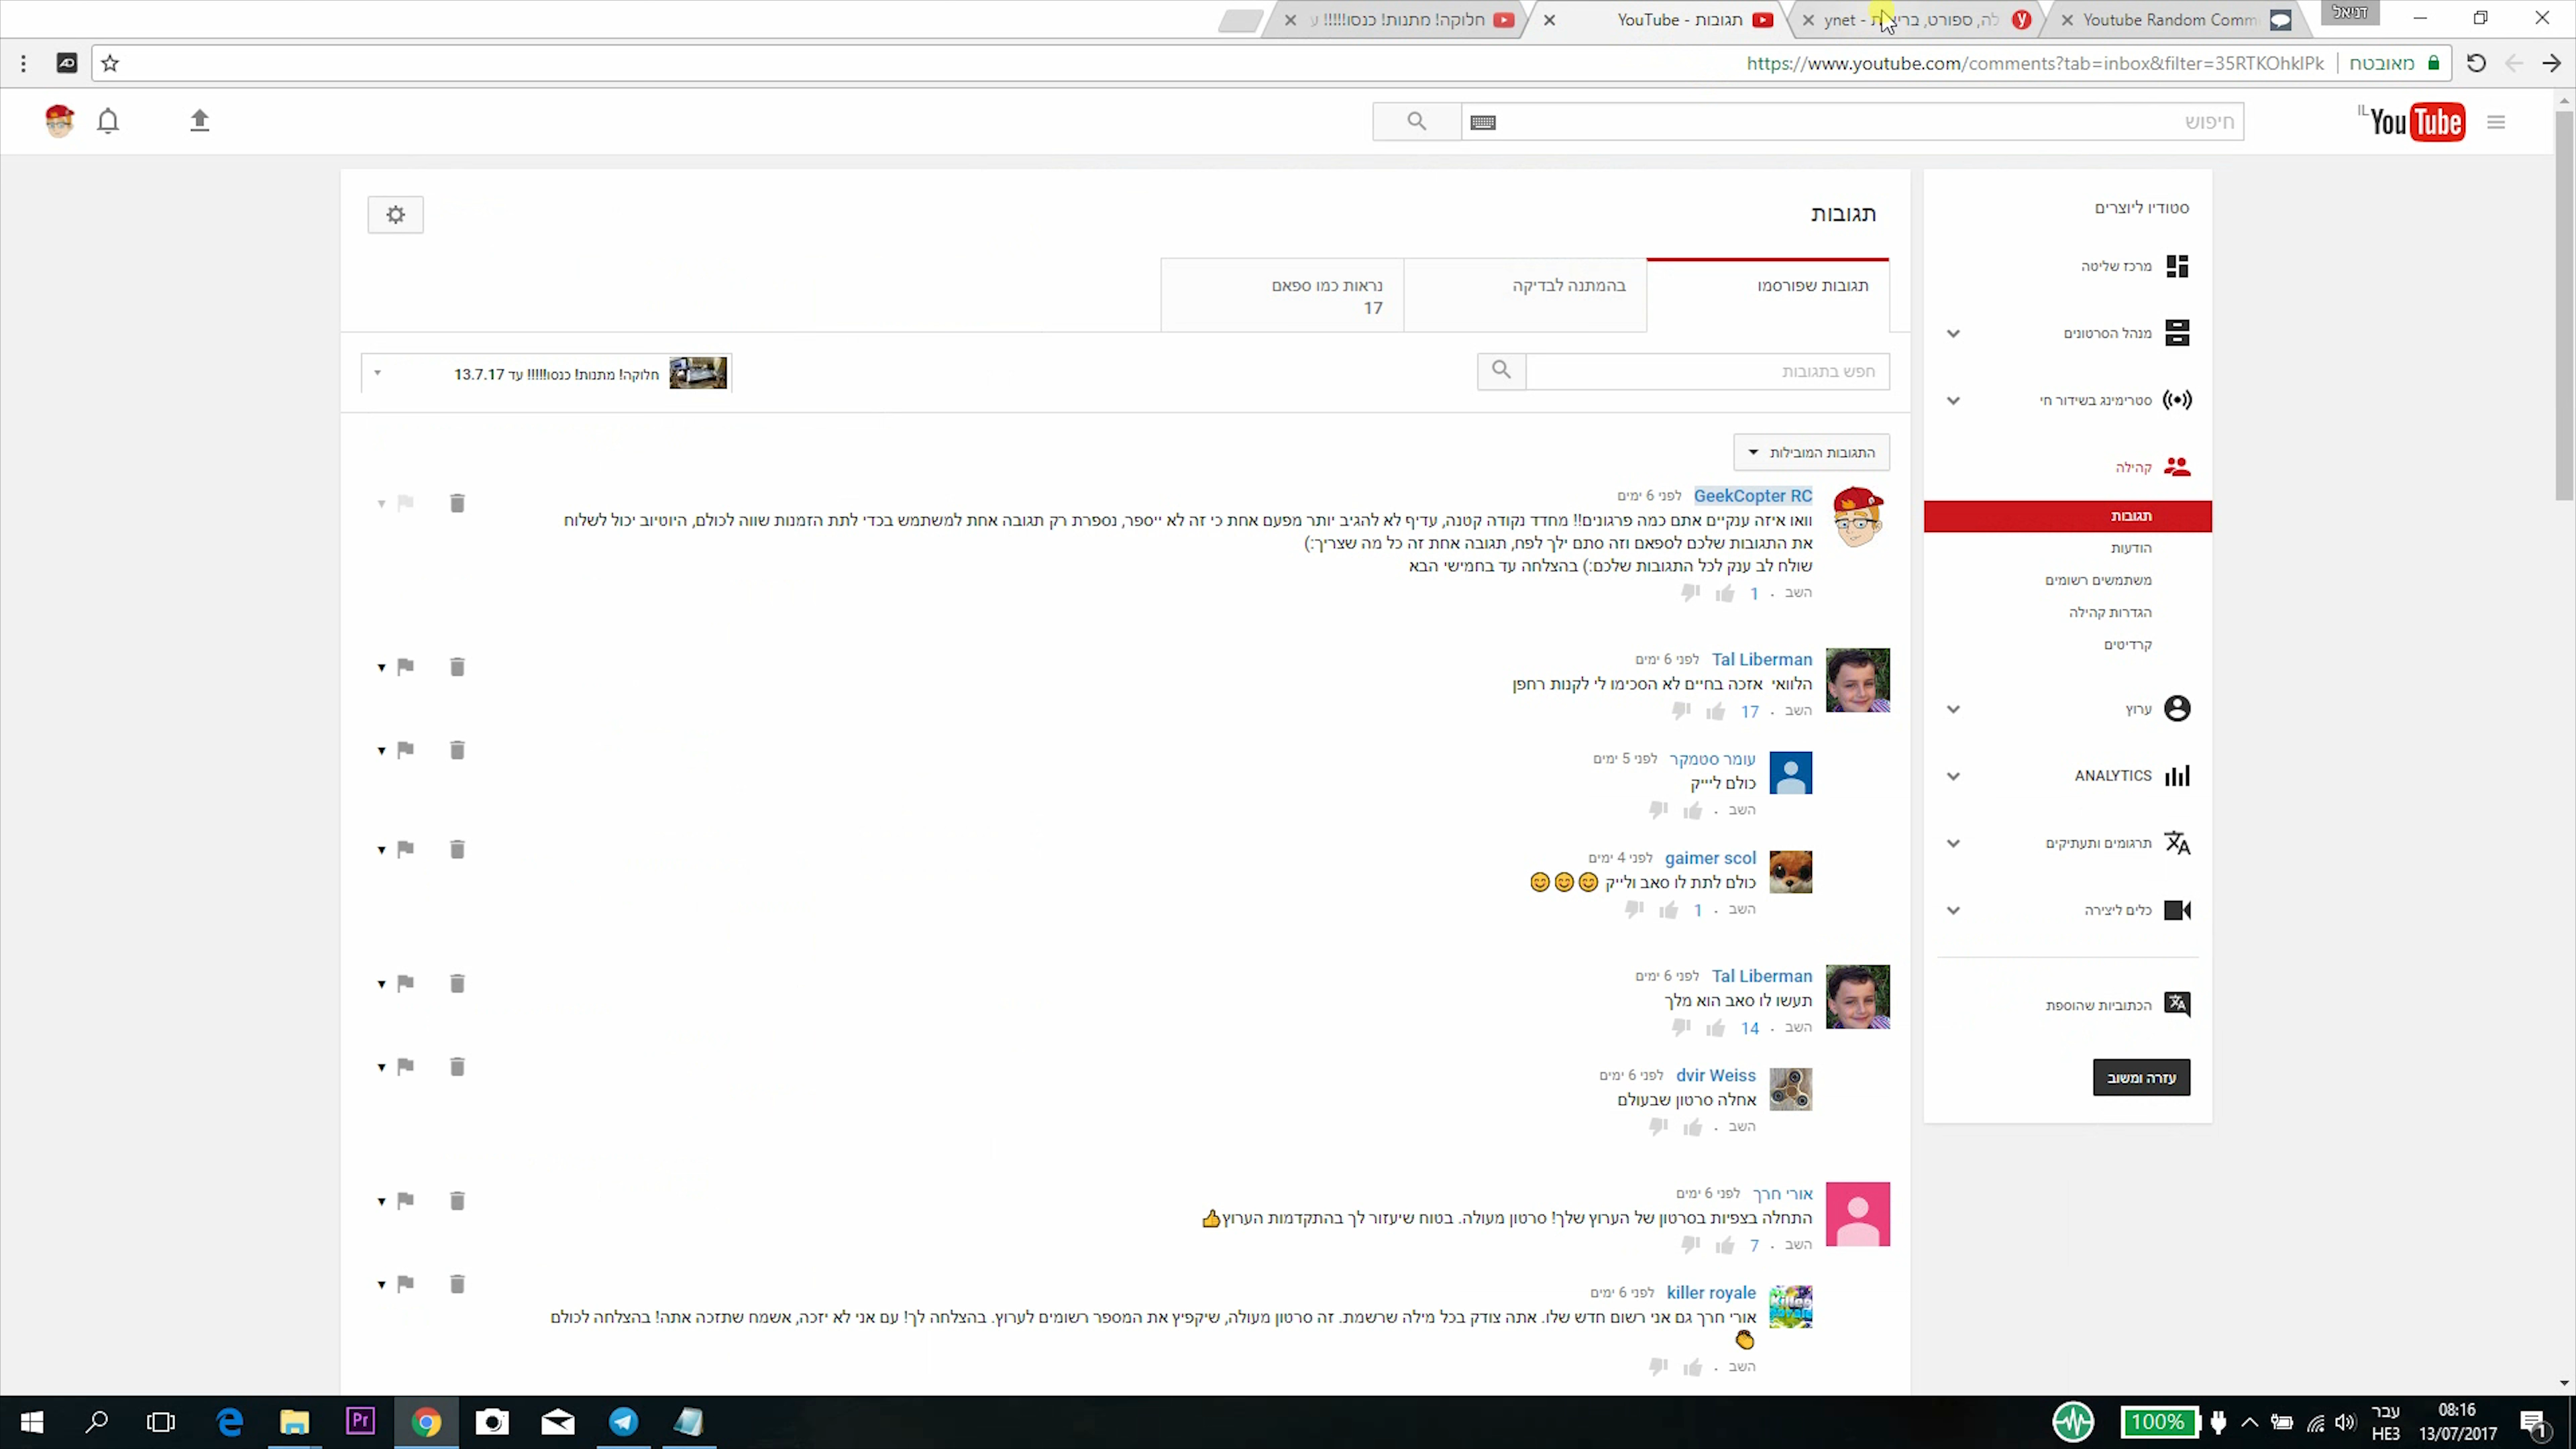 חלוקה! מתנות! כנסו!!!!! ע
תגובות - YouTube
ynet -
לה, ספורט, ברי
Youtube Random Comm
דניאל
https://www.youtube.com/comments?tab=inbox&filter=35RTKOhklPk
מאובטח
חיפוש
YouTube IL
תגובות
תגובות שפורסמו
בהמתנה לבדיקה
נראות כמו ספאם
17
חפש בתגובות
חלוקה! מתנות! כנסו!!!!! עד 13.7.17
התגובות המובילות
GeekCopter RC לפני 6 ימים
וואו איזה ענקיים אתם כמה פרגונים!! מחדד נקודה קטנה, עדיף לא להגיב יותר מפעם אחת כי זה לא ייספר, נספרת רק תגובה אחת למשתמש בכדי לתת הזמנות שווה לכולם, היוטיוב יכול לשלוח
את התגובות שלכם לספאם וזה סתם ילך לפח, תגובה אחת זה כל מה שצריך:)
שולח לב ענק לכל התגובות שלכם:) בהצלחה עד בחמישי הבא
השב · 1
Tal Liberman לפני 6 ימים
הלוואי אזכה בחיים לא הסכימו לי לקנות רחפן
השב · 17
עומר סטמקר לפני 5 ימים
כולם לייייק
השב ·
gaimer scol לפני 4 ימים
כולם לתת לו סאב ולייק 😊😊😊
השב · 1
Tal Liberman לפני 6 ימים
תעשו לו סאב הוא מלך
השב · 14
dvir Weiss לפני 6 ימים
אחלה סרטון שבעולם
השב ·
אורי חרך לפני 6 ימים
התחלה בצפיות בסרטון של הערוץ שלך! סרטון מעולה. בטוח שיעזור לך בהתקדמות הערוץ👍
השב · 7
killer royale לפני 6 ימים
אורי חרך גם אני רשום חדש שלו. אתה צודק בכל מילה שרשמת. זה סרטון מעולה, שיקפיץ את המספר רשומים לערוץ. בהצלחה לך! עם אני לא יזכה, אשמח שתזכה אתה! בהצלחה לכולם
השב ·
סטודיו ליוצרים
מרכז שליטה
מנהל הסרטונים
סטרימינג בשידור חי
קהילה
תגובות
הודעות
משתמשים רשומים
הגדרות קהילה
קרדיטים
ערוץ
ANALYTICS
תרגומים ותעתיקים
כלים ליצירה
הכתוביות שהוספת
עזרה ומשוב
Pr
100%
עבר
HE3
08:16
13/07/2017
1